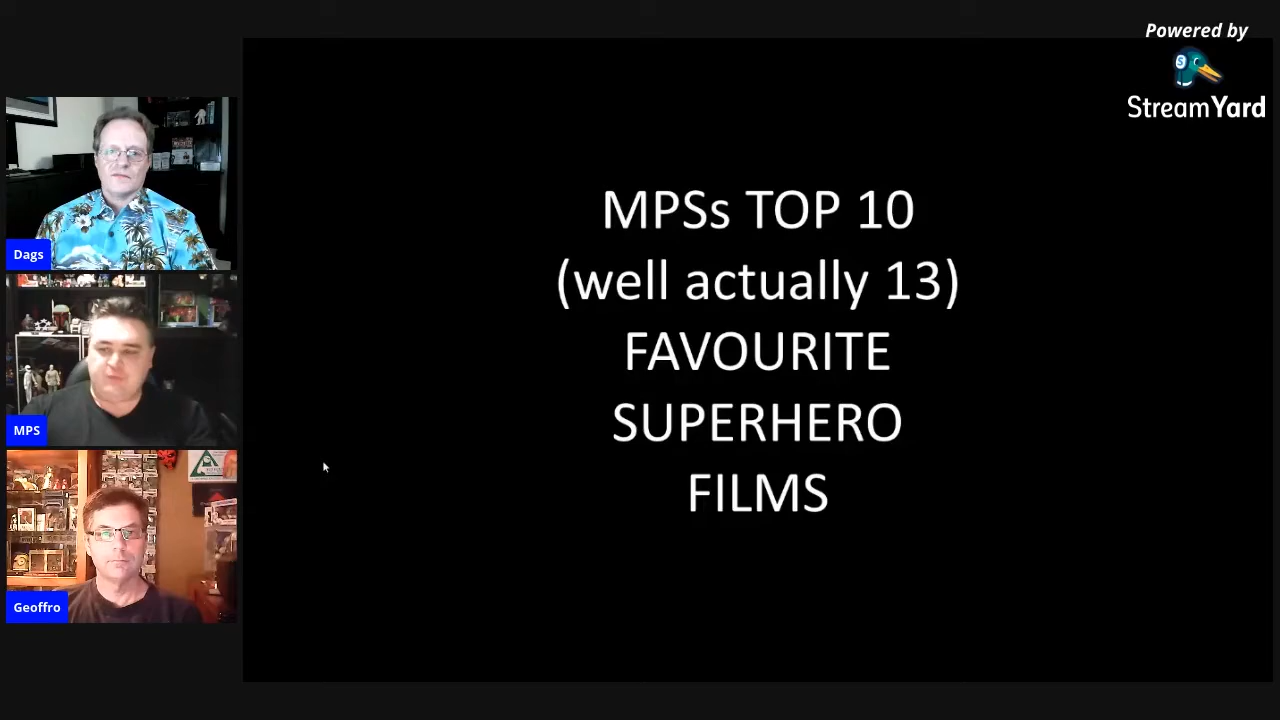 Powered by
StreamYard
Dags
MPS
Geoffro
MPSs TOP 10
(well actually 13)
FAVOURITE
SUPERHERO
FILMS